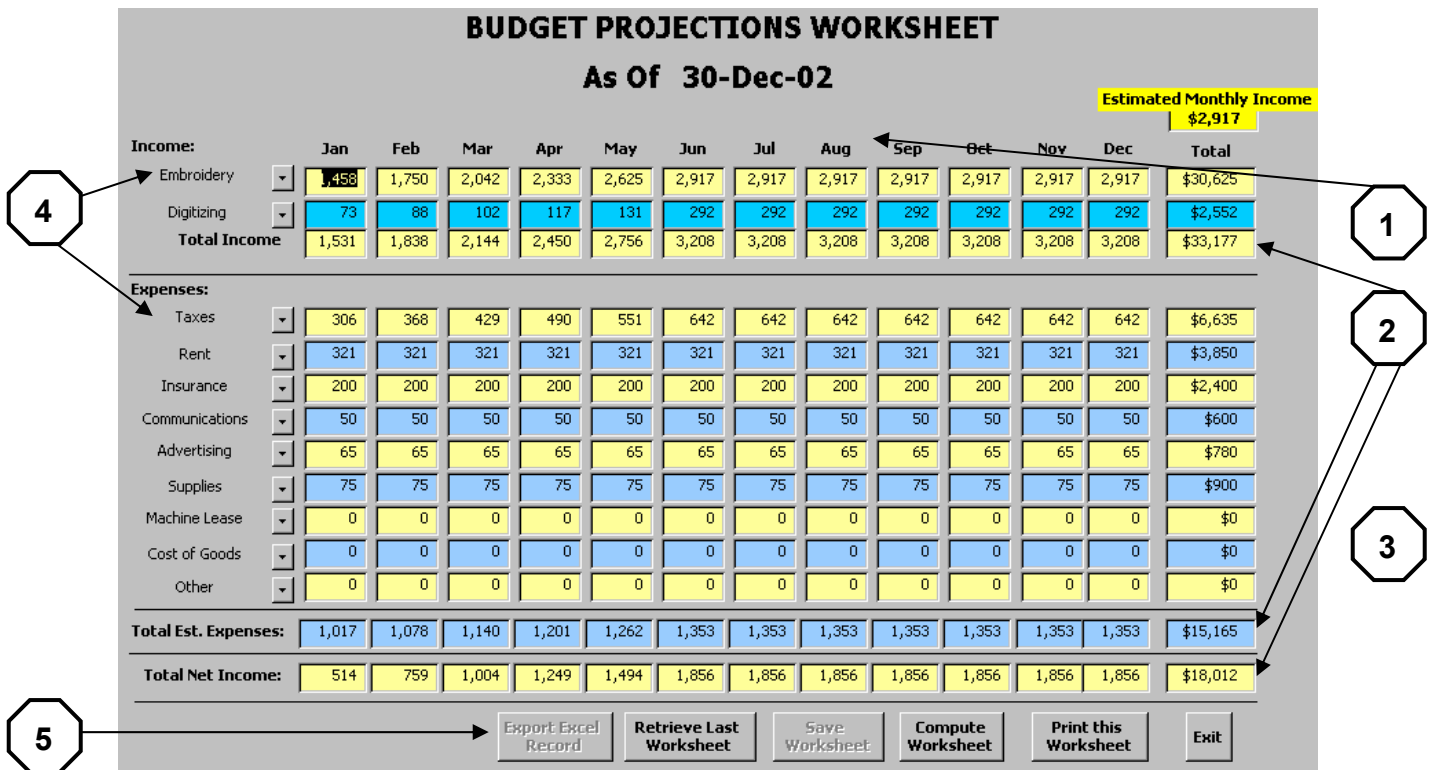 BUDGET PROJECTIONS WORKSHEET
As Of 30-Dec-02
Estimated Monthly Income
$2,917
Income: Jan Feb Mar Apr May Jun Jul Aug Sep Oct Nov Dec Total
Embroidery 1,458 1,750 2,042 2,333 2,625 2,917 2,917 2,917 2,917 2,917 2,917 2,917 $30,625
Digitizing 73 88 102 117 131 292 292 292 292 292 292 292 $2,552
Total Income 1,531 1,838 2,144 2,450 2,756 3,208 3,208 3,208 3,208 3,208 3,208 3,208 $33,177
Expenses:
Taxes 306 368 429 490 551 642 642 642 642 642 642 642 $6,635
Rent 321 321 321 321 321 321 321 321 321 321 321 321 $3,850
Insurance 200 200 200 200 200 200 200 200 200 200 200 200 $2,400
Communications 50 50 50 50 50 50 50 50 50 50 50 50 $600
Advertising 65 65 65 65 65 65 65 65 65 65 65 65 $780
Supplies 75 75 75 75 75 75 75 75 75 75 75 75 $900
Machine Lease 0 0 0 0 0 0 0 0 0 0 0 0 $0
Cost of Goods 0 0 0 0 0 0 0 0 0 0 0 0 $0
Other 0 0 0 0 0 0 0 0 0 0 0 0 $0
Total Est. Expenses: 1,017 1,078 1,140 1,201 1,262 1,353 1,353 1,353 1,353 1,353 1,353 1,353 $15,165
Total Net Income: 514 759 1,004 1,249 1,494 1,856 1,856 1,856 1,856 1,856 1,856 1,856 $18,012
Export Excel Record
Retrieve Last Worksheet
Save Worksheet
Compute Worksheet
Print this Worksheet
Exit
4
1
2
3
5